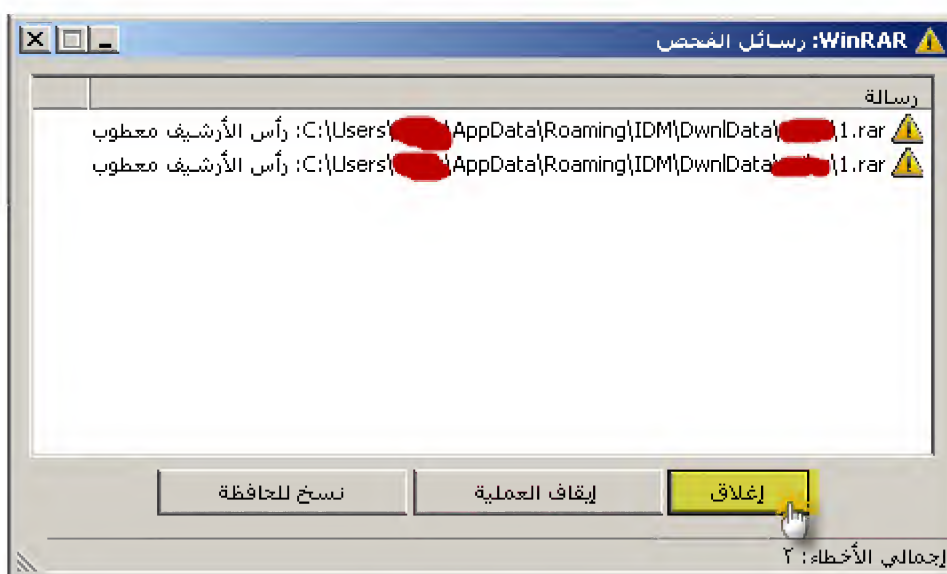 WinRAR: رسائل الفحص
رسالة
C:\Users\ \AppData\Roaming\IDM\DwnlData\ \1.rar: رأس الأرشيف معطوب
C:\Users\ \AppData\Roaming\IDM\DwnlData\ \1.rar: رأس الأرشيف معطوب
إغلاق
إيقاف العملية
نسخ للحافظة
إجمالي الأخطاء: ٢